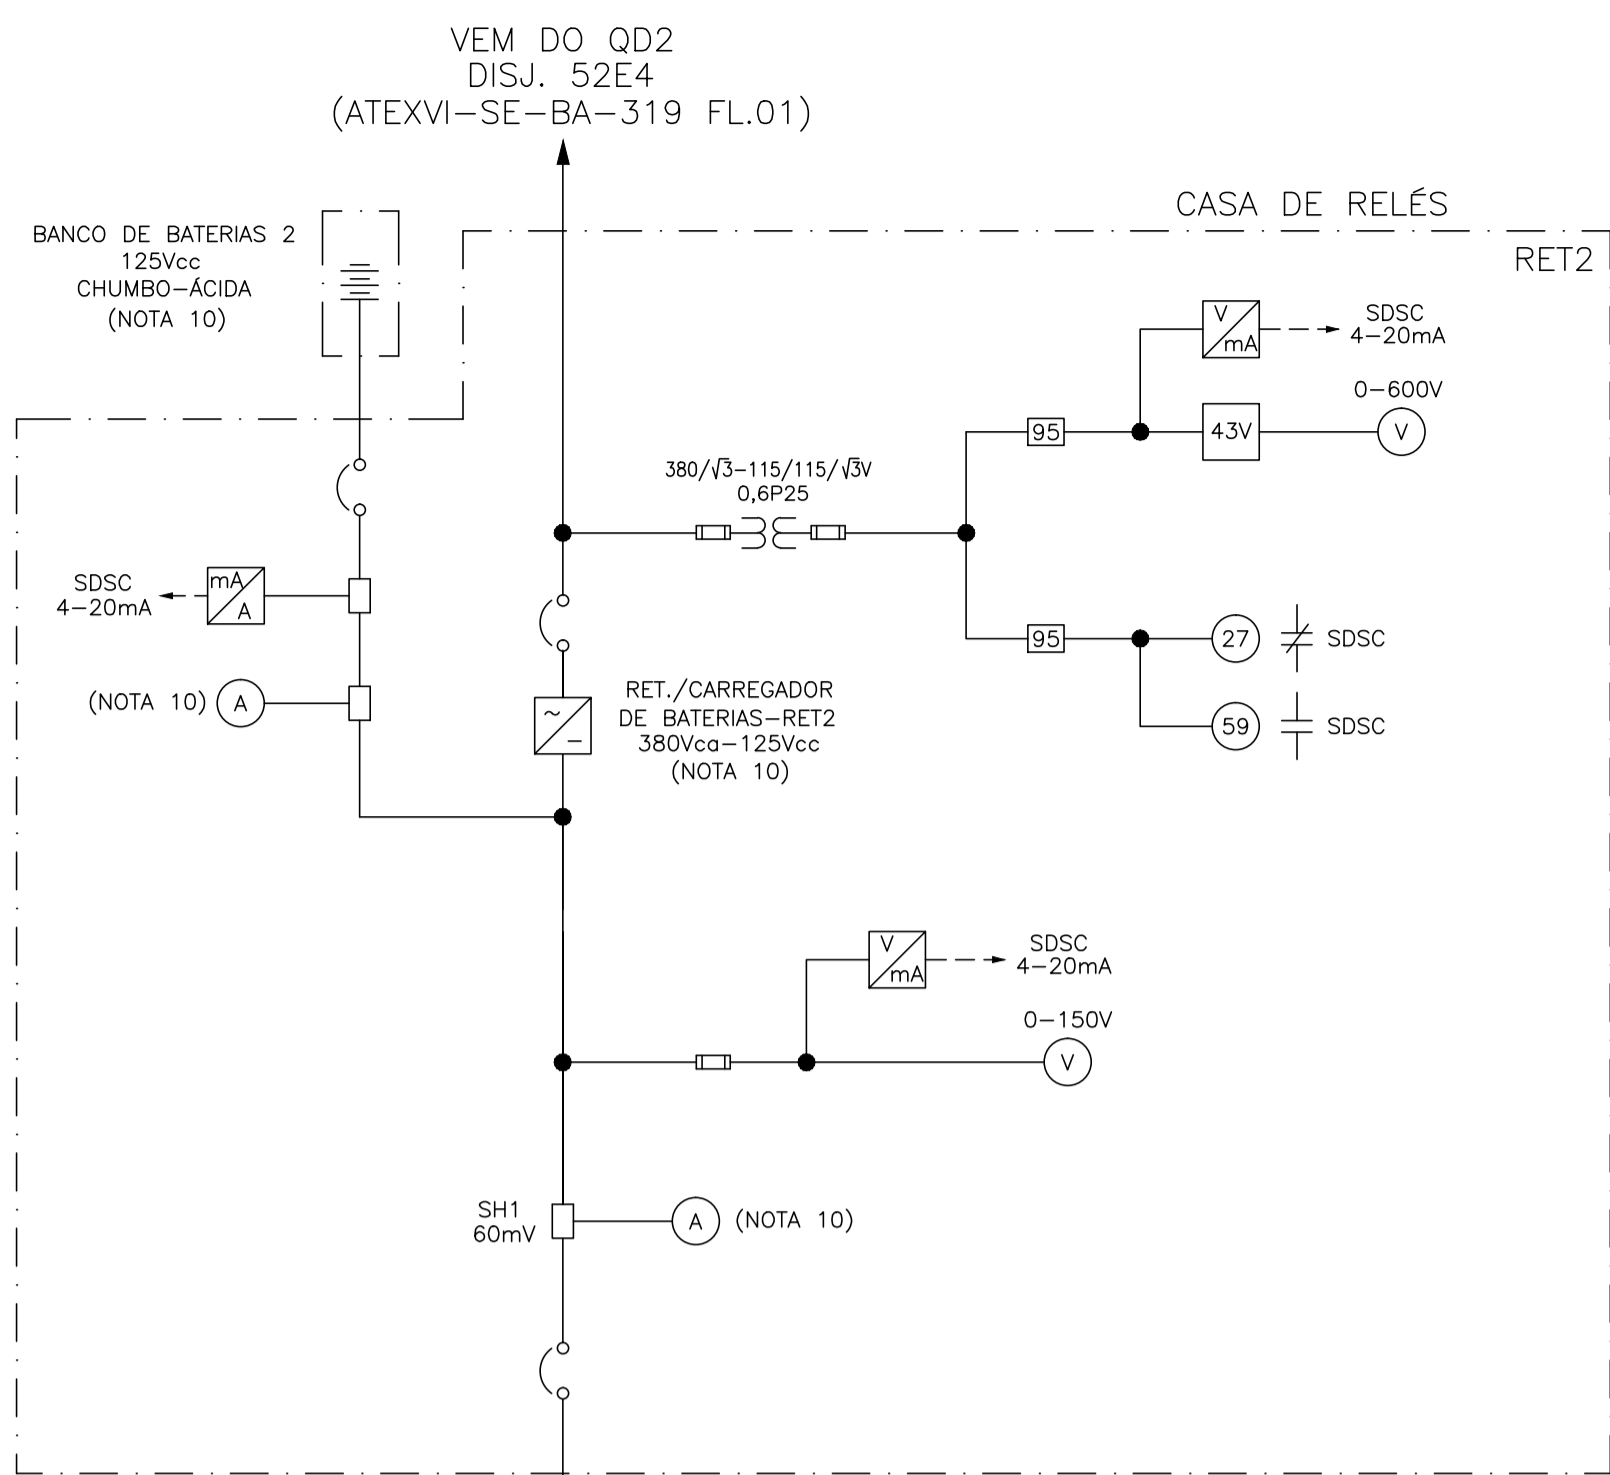 VEM DO QD2
DISJ. 52E4
(ATEXVI-SE-BA-319 FL.01)
CASA DE RELÉS
RET2
BANCO DE BATERIAS 2
125Vcc
CHUMBO-ÁCIDA
(NOTA 10)
V
mA
SDSC
4-20mA
0-600V
95
43V
V
380/√3-115/115/√3V
0,6P25
SDSC
4-20mA
mA
A
95
27
SDSC
59
SDSC
(NOTA 10)
A
RET./CARREGADOR
DE BATERIAS-RET2
380Vca-125Vcc
(NOTA 10)
~
−
V
mA
SDSC
4-20mA
0-150V
V
SH1
60mV
A
(NOTA 10)